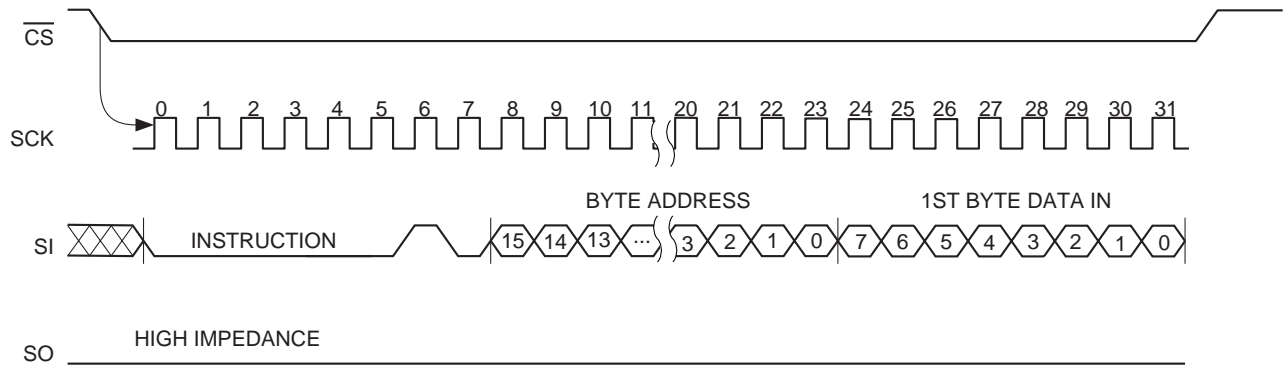 CS
0 1 2 3 4 5 6 7 8 9 10 11 20 21 22 23 24 25 26 27 28 29 30 31
SCK
BYTE ADDRESS 1ST BYTE DATA IN
SI INSTRUCTION 15 14 13 ... 3 2 1 0 7 6 5 4 3 2 1 0
HIGH IMPEDANCE
SO